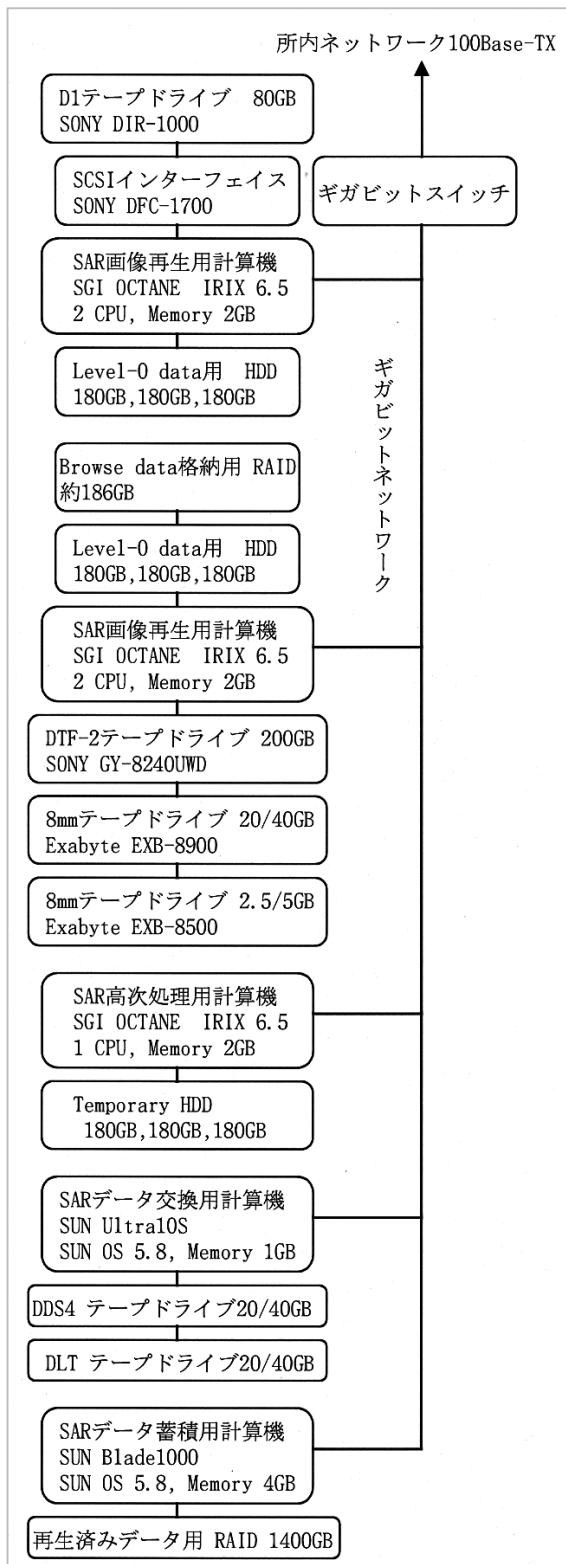 所内ネットワーク100Base-TX
D1テープドライブ 80GB
SONY DIR-1000
SCSIインターフェイス
SONY DFC-1700
ギガビットスイッチ
SAR画像再生用計算機
SGI OCTANE IRIX 6.5
2 CPU, Memory 2GB
Level-0 data用 HDD
180GB,180GB,180GB
ギガビットネットワーク
Browse data格納用 RAID
約186GB
Level-0 data用 HDD
180GB,180GB,180GB
SAR画像再生用計算機
SGI OCTANE IRIX 6.5
2 CPU, Memory 2GB
DTF-2テープドライブ 200GB
SONY GY-8240UWD
8mmテープドライブ 20/40GB
Exabyte EXB-8900
8mmテープドライブ 2.5/5GB
Exabyte EXB-8500
SAR高次処理用計算機
SGI OCTANE IRIX 6.5
1 CPU, Memory 2GB
Temporary HDD
180GB,180GB,180GB
SARデータ交換用計算機
SUN Ultra10S
SUN OS 5.8, Memory 1GB
DDS4 テープドライブ20/40GB
DLT テープドライブ20/40GB
SARデータ蓄積用計算機
SUN Blade1000
SUN OS 5.8, Memory 4GB
再生済みデータ用 RAID 1400GB